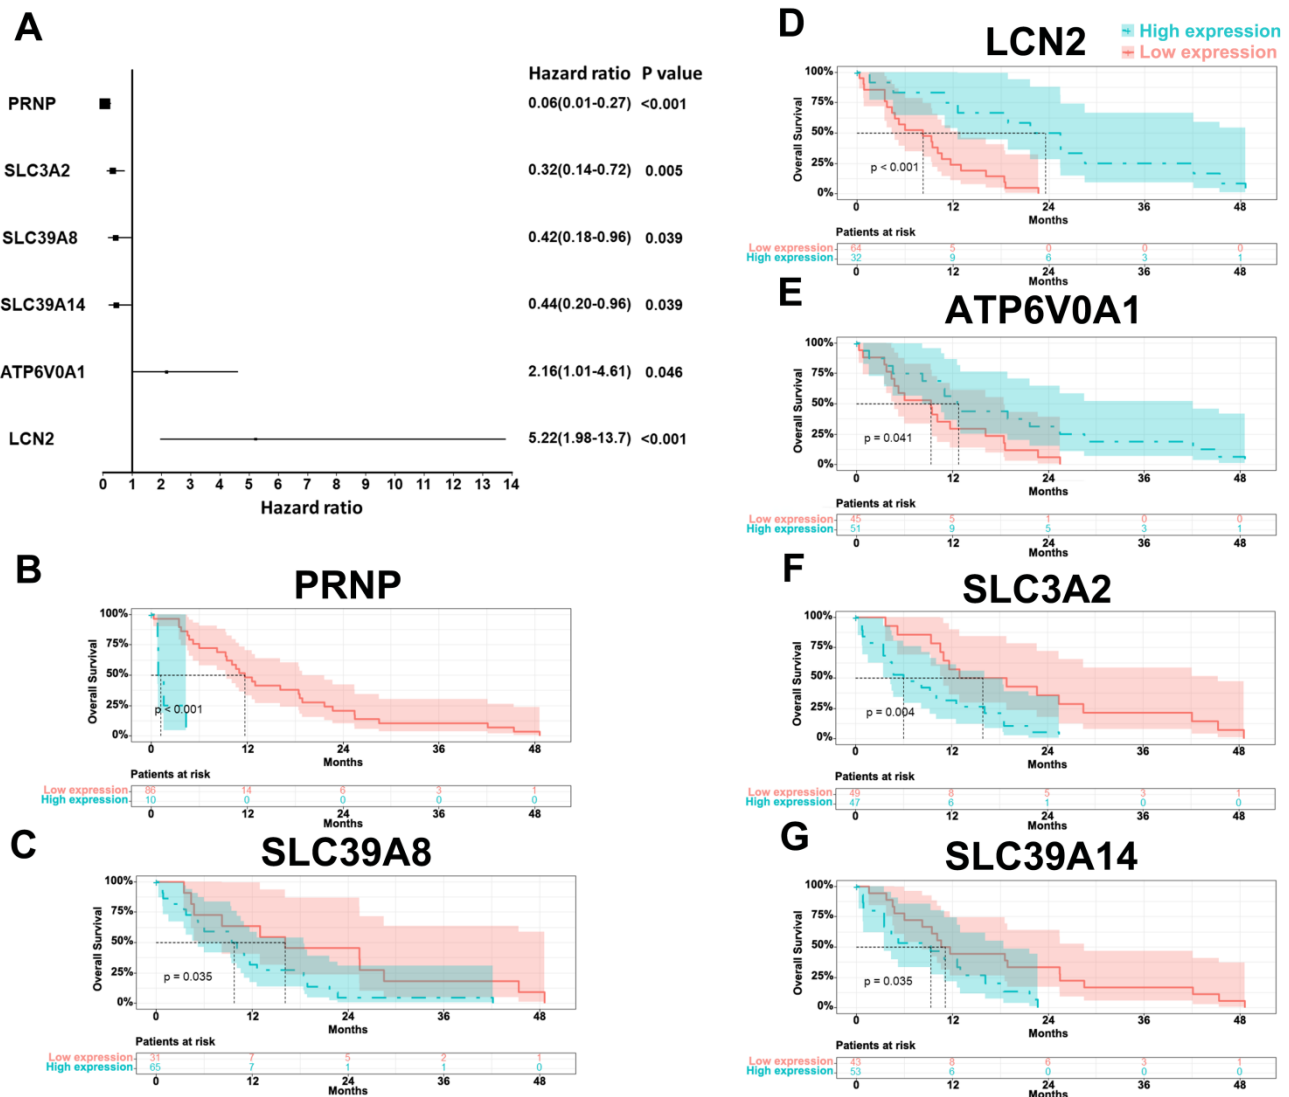 A
Hazard ratio P value
PRNP 0.06(0.01-0.27) <0.001
SLC3A2 0.32(0.14-0.72) 0.005
SLC39A8 0.42(0.18-0.96) 0.039
SLC39A14 0.44(0.20-0.96) 0.039
ATP6V0A1 2.16(1.01-4.61) 0.046
LCN2 5.22(1.98-13.7) <0.001
0 1 2 3 4 5 6 7 8 9 10 11 12 13 14
Hazard ratio
B
PRNP
Overall Survival
100%
75%
50%
25%
0%
p < 0.001
0 12 24 36 48
Months
Patients at risk
Low expression 86 14 6 3 1
High expression 10 0 0 0 0
0 12 24 36 48
Months
C
SLC39A8
Overall Survival
100%
75%
50%
25%
0%
p = 0.035
0 12 24 36 48
Months
Patients at risk
Low expression 31 7 5 2 1
High expression 65 7 1 1 0
0 12 24 36 48
Months
D
LCN2
High expression
Low expression
Overall Survival
100%
75%
50%
25%
0%
p < 0.001
0 12 24 36 48
Months
Patients at risk
Low expression 64 5 0 0 0
High expression 32 9 6 3 1
0 12 24 36 48
Months
E
ATP6V0A1
Overall Survival
100%
75%
50%
25%
0%
p = 0.041
0 12 24 36 48
Months
Patients at risk
Low expression 45 5 1 0 0
High expression 51 9 5 3 1
0 12 24 36 48
Months
F
SLC3A2
Overall Survival
100%
75%
50%
25%
0%
p = 0.004
0 12 24 36 48
Months
Patients at risk
Low expression 49 8 5 3 1
High expression 47 6 1 0 0
0 12 24 36 48
Months
G
SLC39A14
Overall Survival
100%
75%
50%
25%
0%
p = 0.035
0 12 24 36 48
Months
Patients at risk
Low expression 43 8 6 3 1
High expression 53 6 0 0 0
0 12 24 36 48
Months